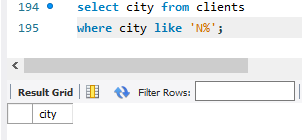 194 select city from clients
195 where city like 'N%';
Result Grid Filter Rows:
city